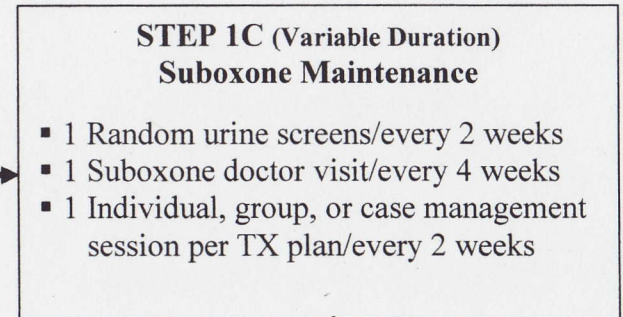 STEP 1C (Variable Duration)
Suboxone Maintenance
▪ 1 Random urine screens/every 2 weeks
▪ 1 Suboxone doctor visit/every 4 weeks
▪ 1 Individual, group, or case management
session per TX plan/every 2 weeks